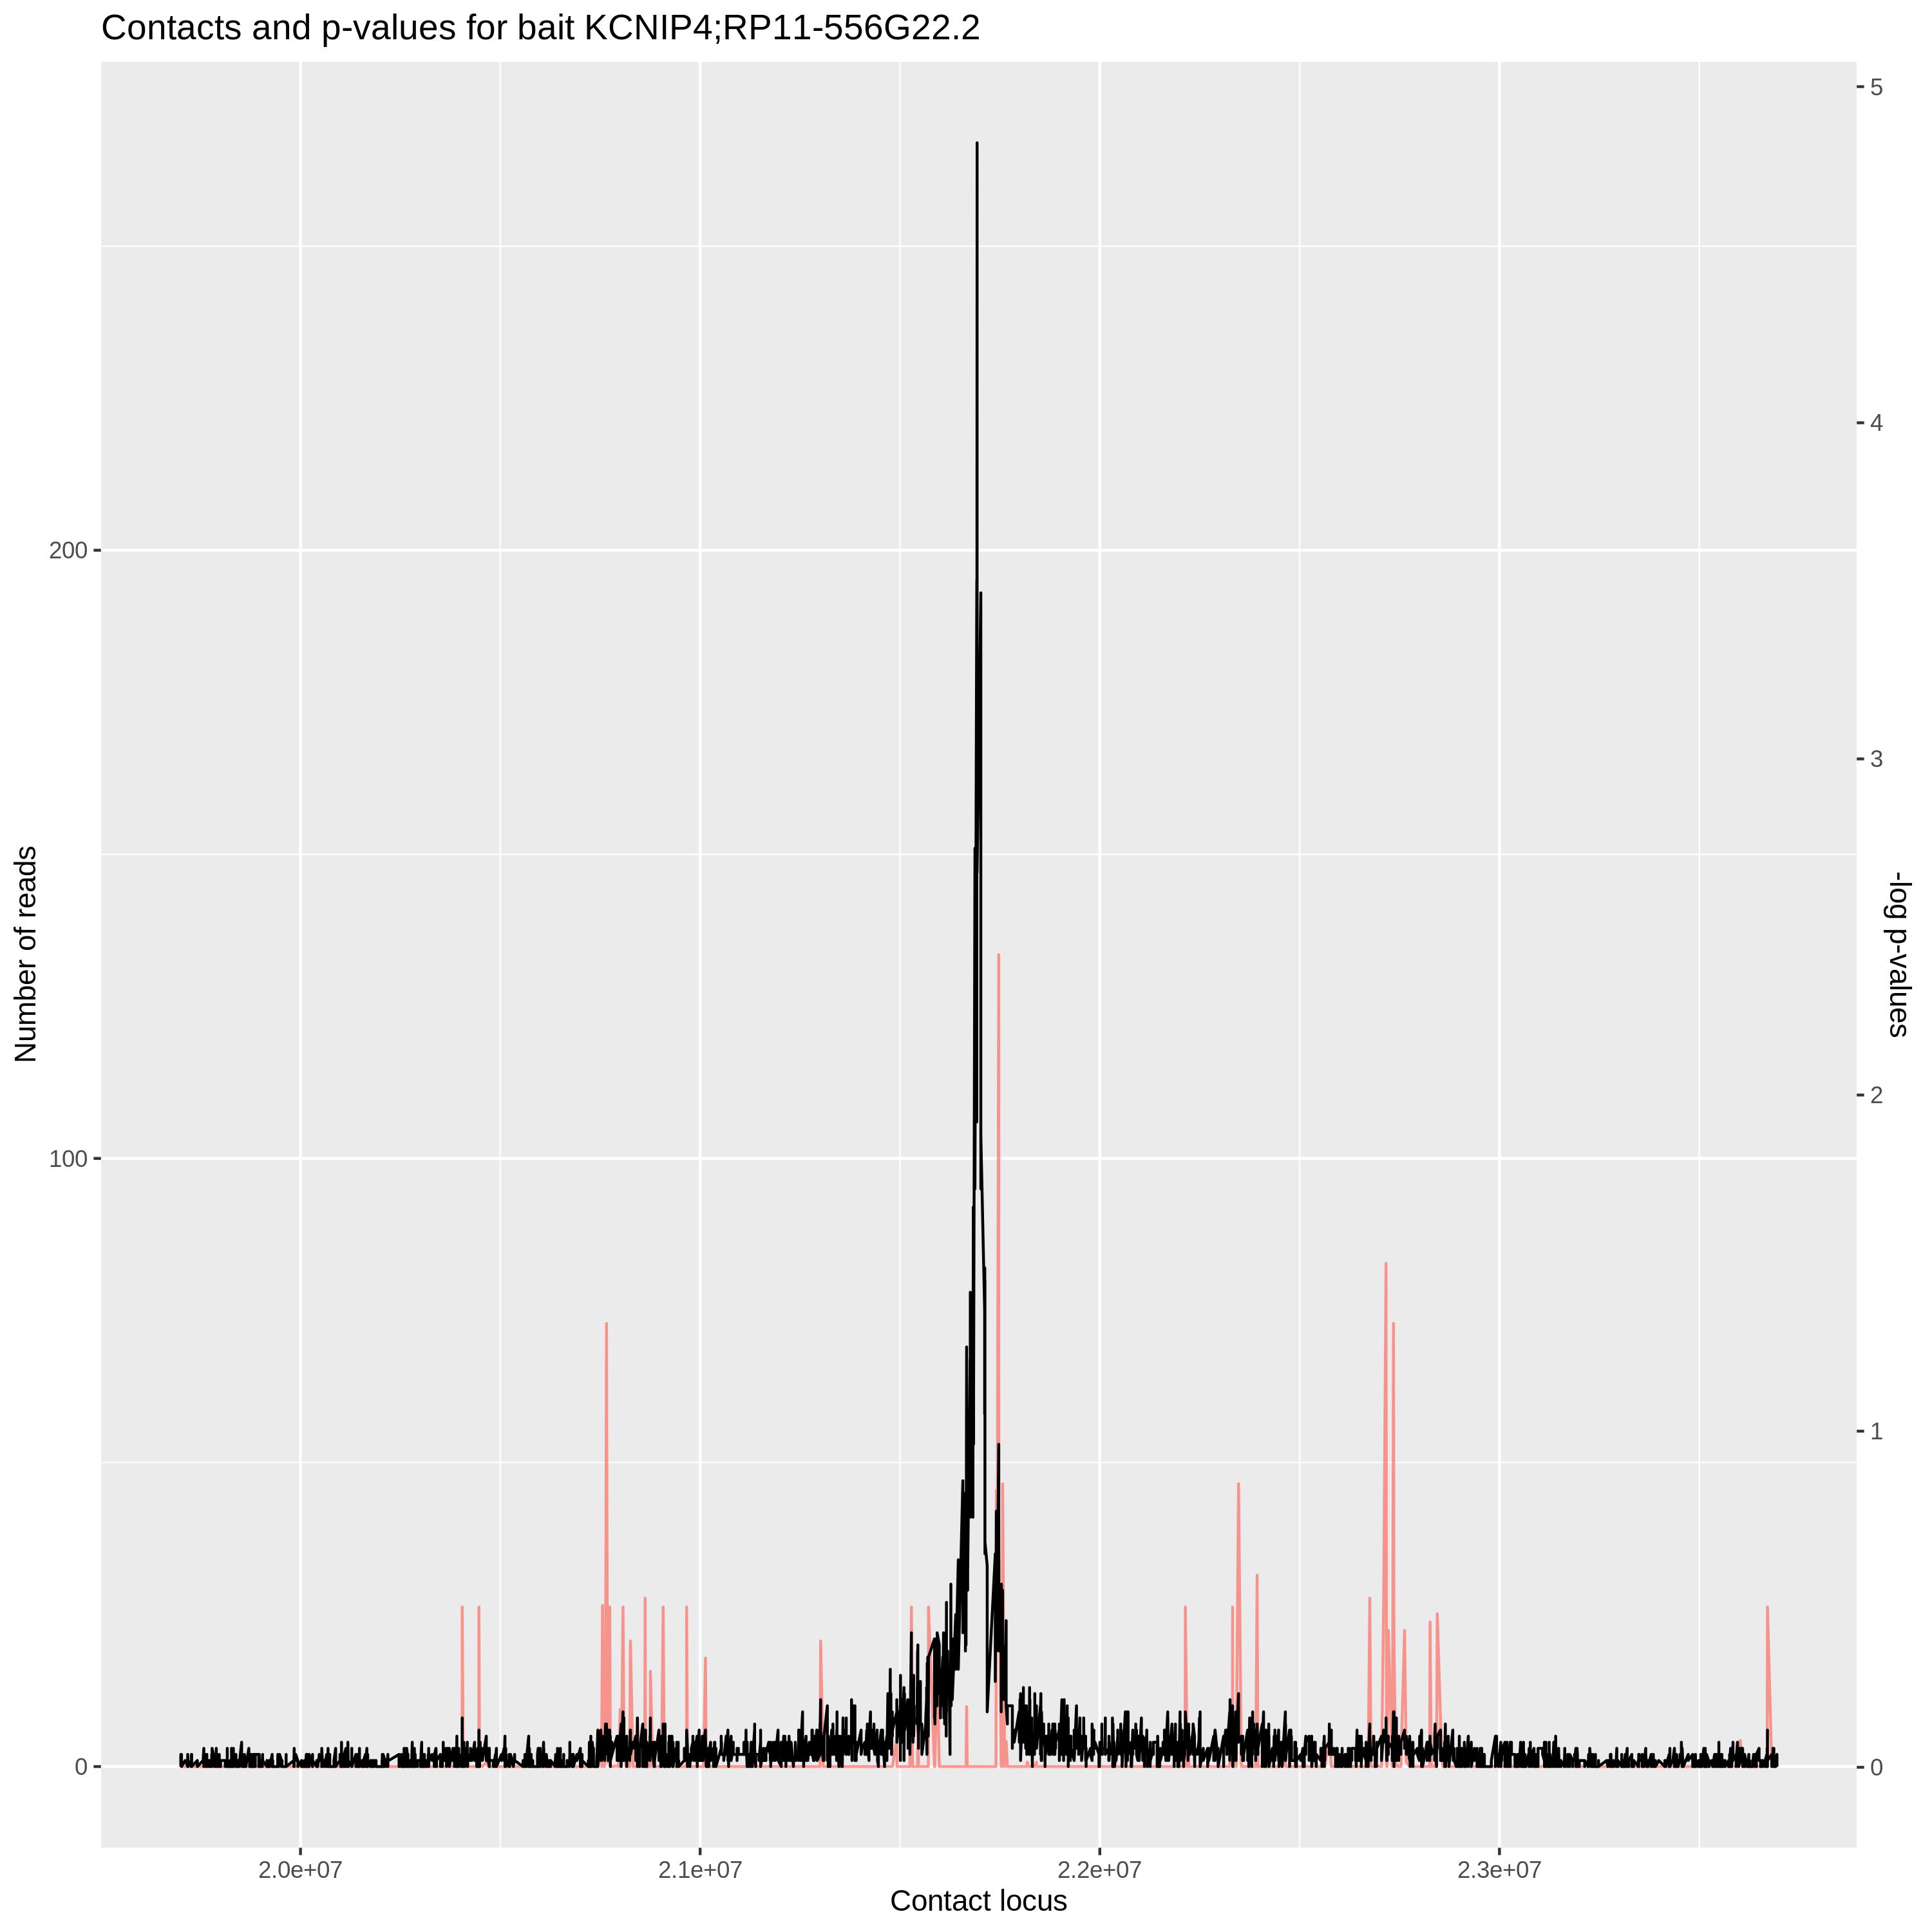 Contacts and p-values for bait KCNIP4;RP11-556G22.2
Number of reads
200
100
0
5
4
3
2
1
0
-log p-values
2.0e+07
2.1e+07
2.2e+07
2.3e+07
Contact locus